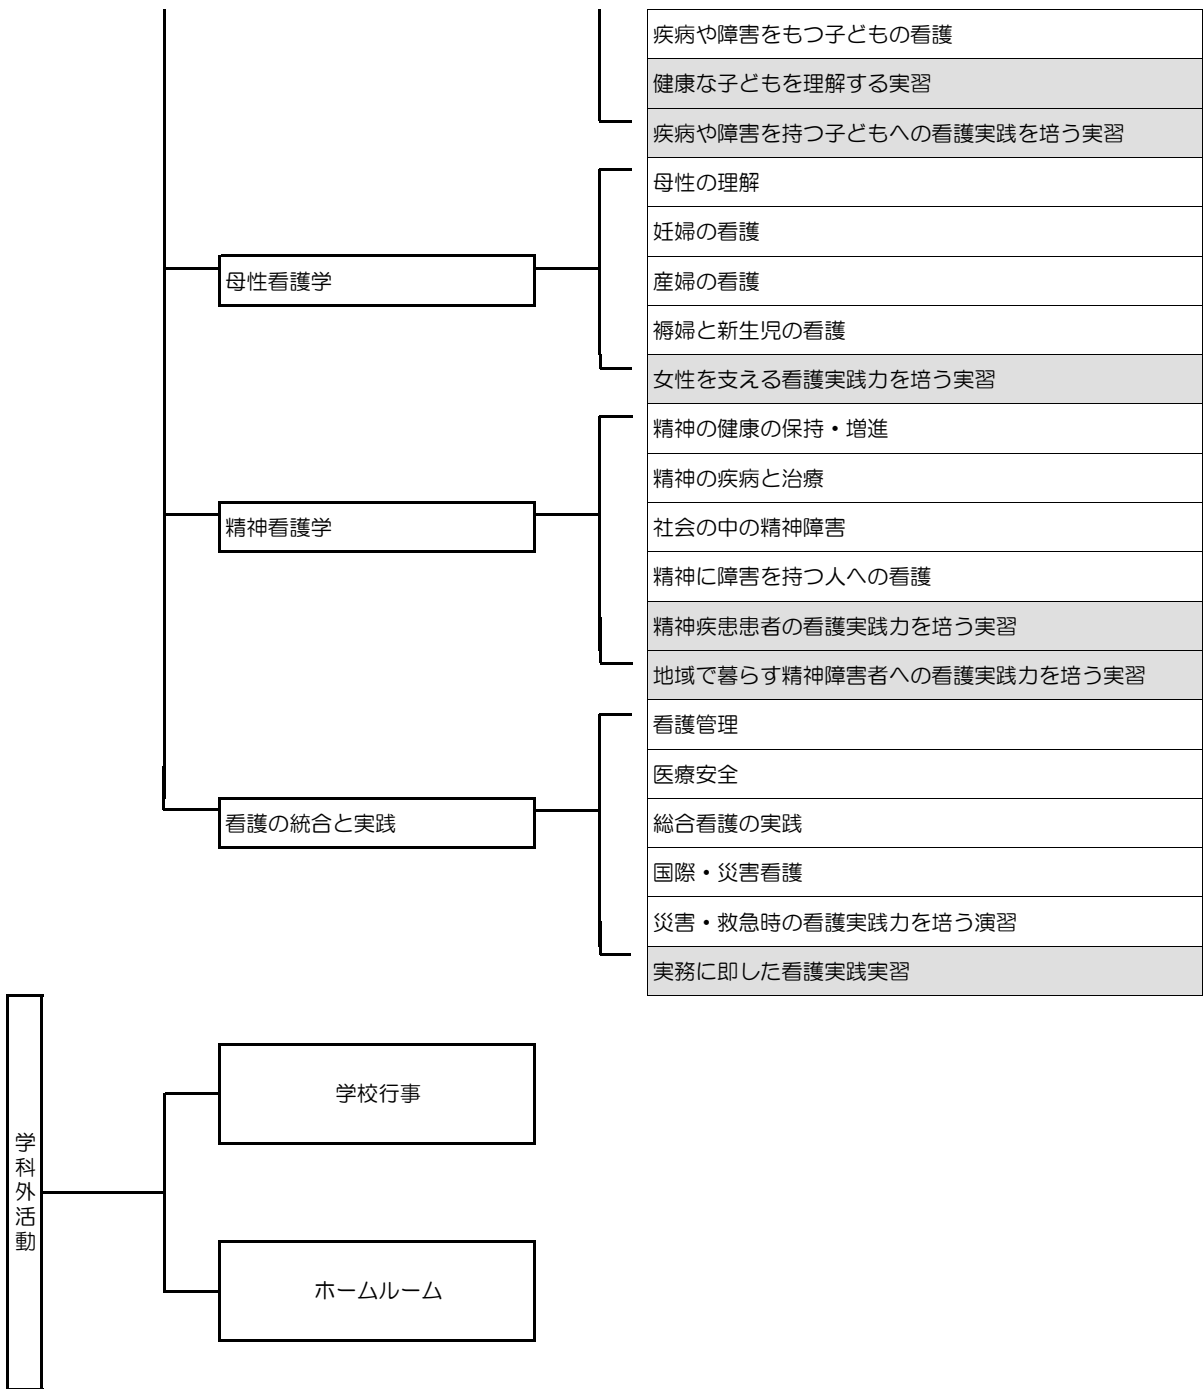 疾病や障害をもつ子どもの看護
健康な子どもを理解する実習
疾病や障害を持つ子どもへの看護実践を培う実習
母性看護学
母性の理解
妊婦の看護
産婦の看護
褥婦と新生児の看護
女性を支える看護実践力を培う実習
精神看護学
精神の健康の保持・増進
精神の疾病と治療
社会の中の精神障害
精神に障害を持つ人への看護
精神疾患患者の看護実践力を培う実習
地域で暮らす精神障害者への看護実践力を培う実習
看護の統合と実践
看護管理
医療安全
総合看護の実践
国際・災害看護
災害・救急時の看護実践力を培う演習
実務に即した看護実践実習
学科外活動
学校行事
ホームルーム